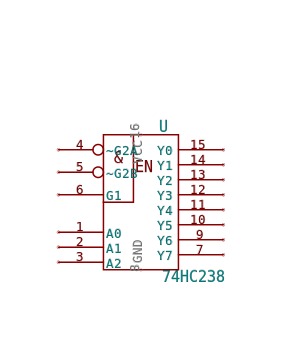 16
U
VCC
4 ~G2A Y0 15
& EN
Y1 14
5 ~G2B Y2 13
6 G1 Y3 12
Y4 11
Y5 10
1 A0 Y6 9
2 A1 Y7 7
3 A2
GND
8
74HC238